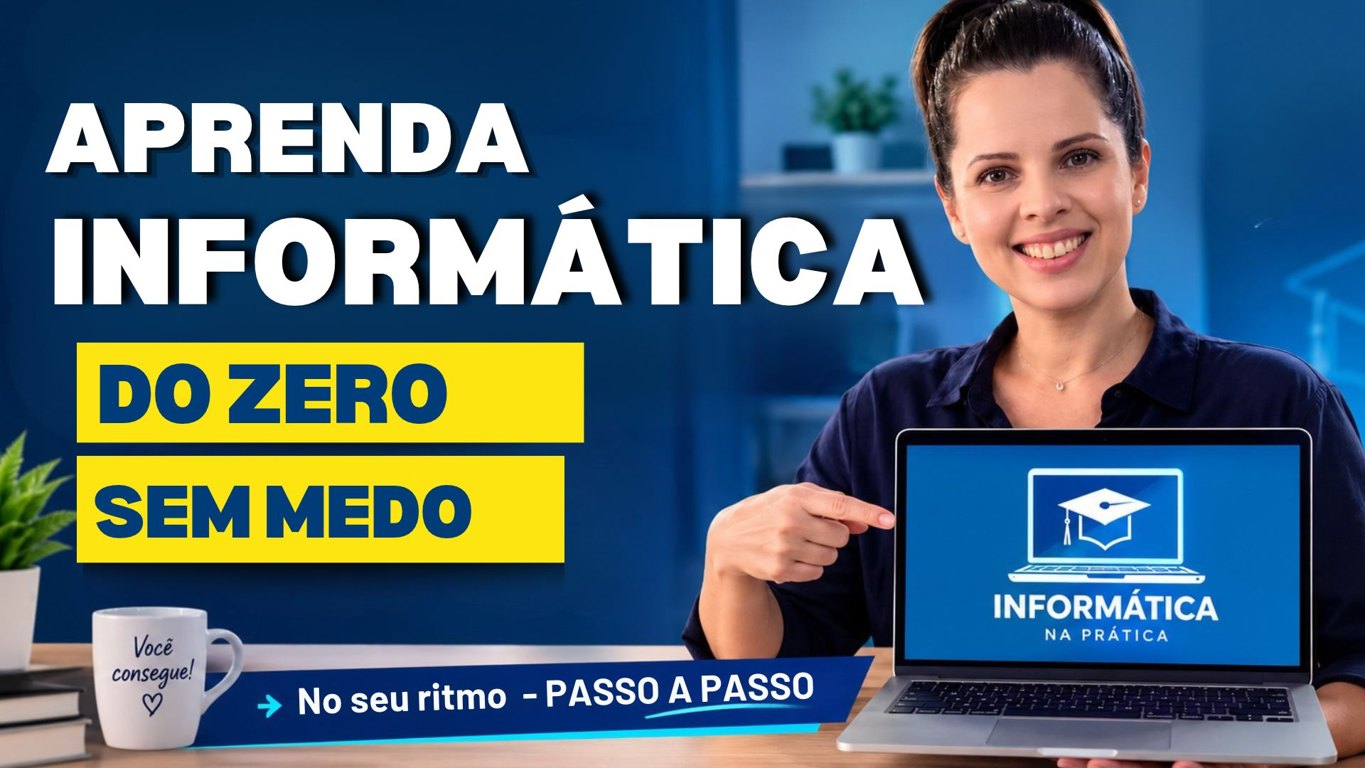 APRENDA
INFORMÁTICA
DO ZERO
SEM MEDO
Você
consegue!
→ No seu ritmo - PASSO A PASSO
INFORMÁTICA
NA PRÁTICA